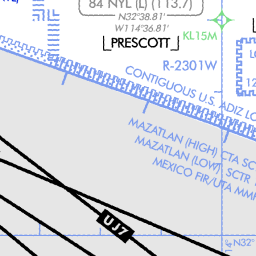 84 NYL (L) (113.7)
N32°38.81'
W114°36.81'
PRESCOTT
KL15M
R-2301W
CONTIGUOUS U.S. ADIZ
MAZATLAN (HIGH) CTA
MAZATLAN (LOW) SCTR
MEXICO FIR/UTA
UJ7
N32°